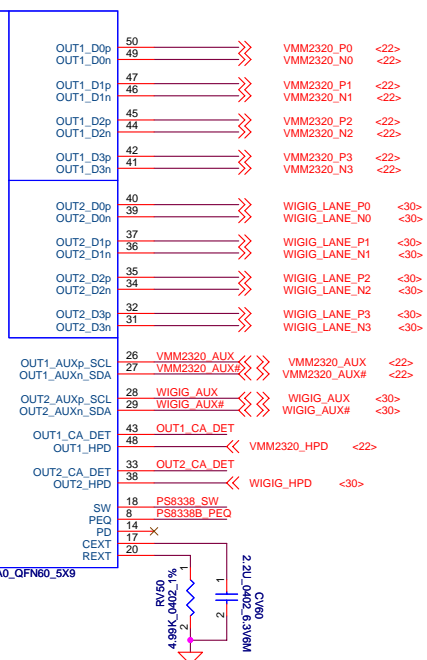 OUT1_D0p 50 VMM2320_P0 <22>
OUT1_D0n 49 VMM2320_N0 <22>
OUT1_D1p 47 VMM2320_P1 <22>
OUT1_D1n 46 VMM2320_N1 <22>
OUT1_D2p 45 VMM2320_P2 <22>
OUT1_D2n 44 VMM2320_N2 <22>
OUT1_D3p 42 VMM2320_P3 <22>
OUT1_D3n 41 VMM2320_N3 <22>
OUT2_D0p 40 WIGIG_LANE_P0 <30>
OUT2_D0n 39 WIGIG_LANE_N0 <30>
OUT2_D1p 37 WIGIG_LANE_P1 <30>
OUT2_D1n 36 WIGIG_LANE_N1 <30>
OUT2_D2p 35 WIGIG_LANE_P2 <30>
OUT2_D2n 34 WIGIG_LANE_N2 <30>
OUT2_D3p 32 WIGIG_LANE_P3 <30>
OUT2_D3n 31 WIGIG_LANE_N3 <30>
OUT1_AUXp_SCL 26 VMM2320_AUX VMM2320_AUX <22>
OUT1_AUXn_SDA 27 VMM2320_AUX# VMM2320_AUX# <22>
OUT2_AUXp_SCL 28 WIGIG_AUX WIGIG_AUX <30>
OUT2_AUXn_SDA 29 WIGIG_AUX# WIGIG_AUX# <30>
OUT1_CA_DET 43 OUT1_CA_DET
OUT1_HPD 48 VMM2320_HPD <22>
OUT2_CA_DET 33 OUT2_CA_DET
OUT2_HPD 38 WIGIG_HPD <30>
SW 18 PS8338_SW
PEQ 8 PS8338B_PEQ
PD 14
CEXT 17
REXT 20
A0_QFN60_5X9
RV50
4.99K_0402_1%
1
2
1
2
CV60
2.2U_0402_6.3V6M